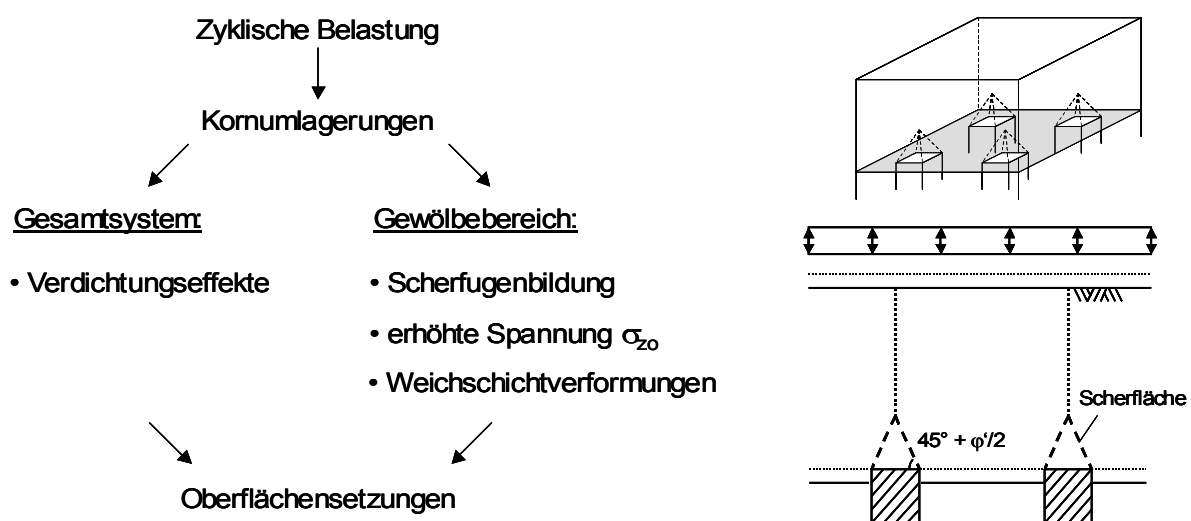 Zyklische Belastung
Kornumlagerungen
Gesamtsystem:
• Verdichtungseffekte
Gewölbebereich:
• Scherfugenbildung
• erhöhte Spannung σzo
• Weichschichtverformungen
Oberflächensetzungen
Scherfläche
45° + φ'/2